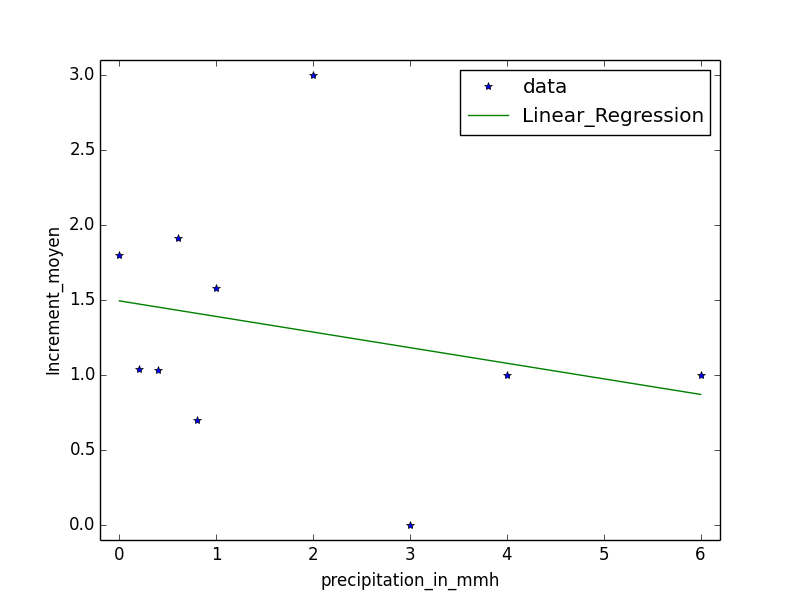 3.0
2.5
2.0
1.5
1.0
0.5
0.0
Increment_moyen
data
Linear_Regression
0 1 2 3 4 5 6
precipitation_in_mmh